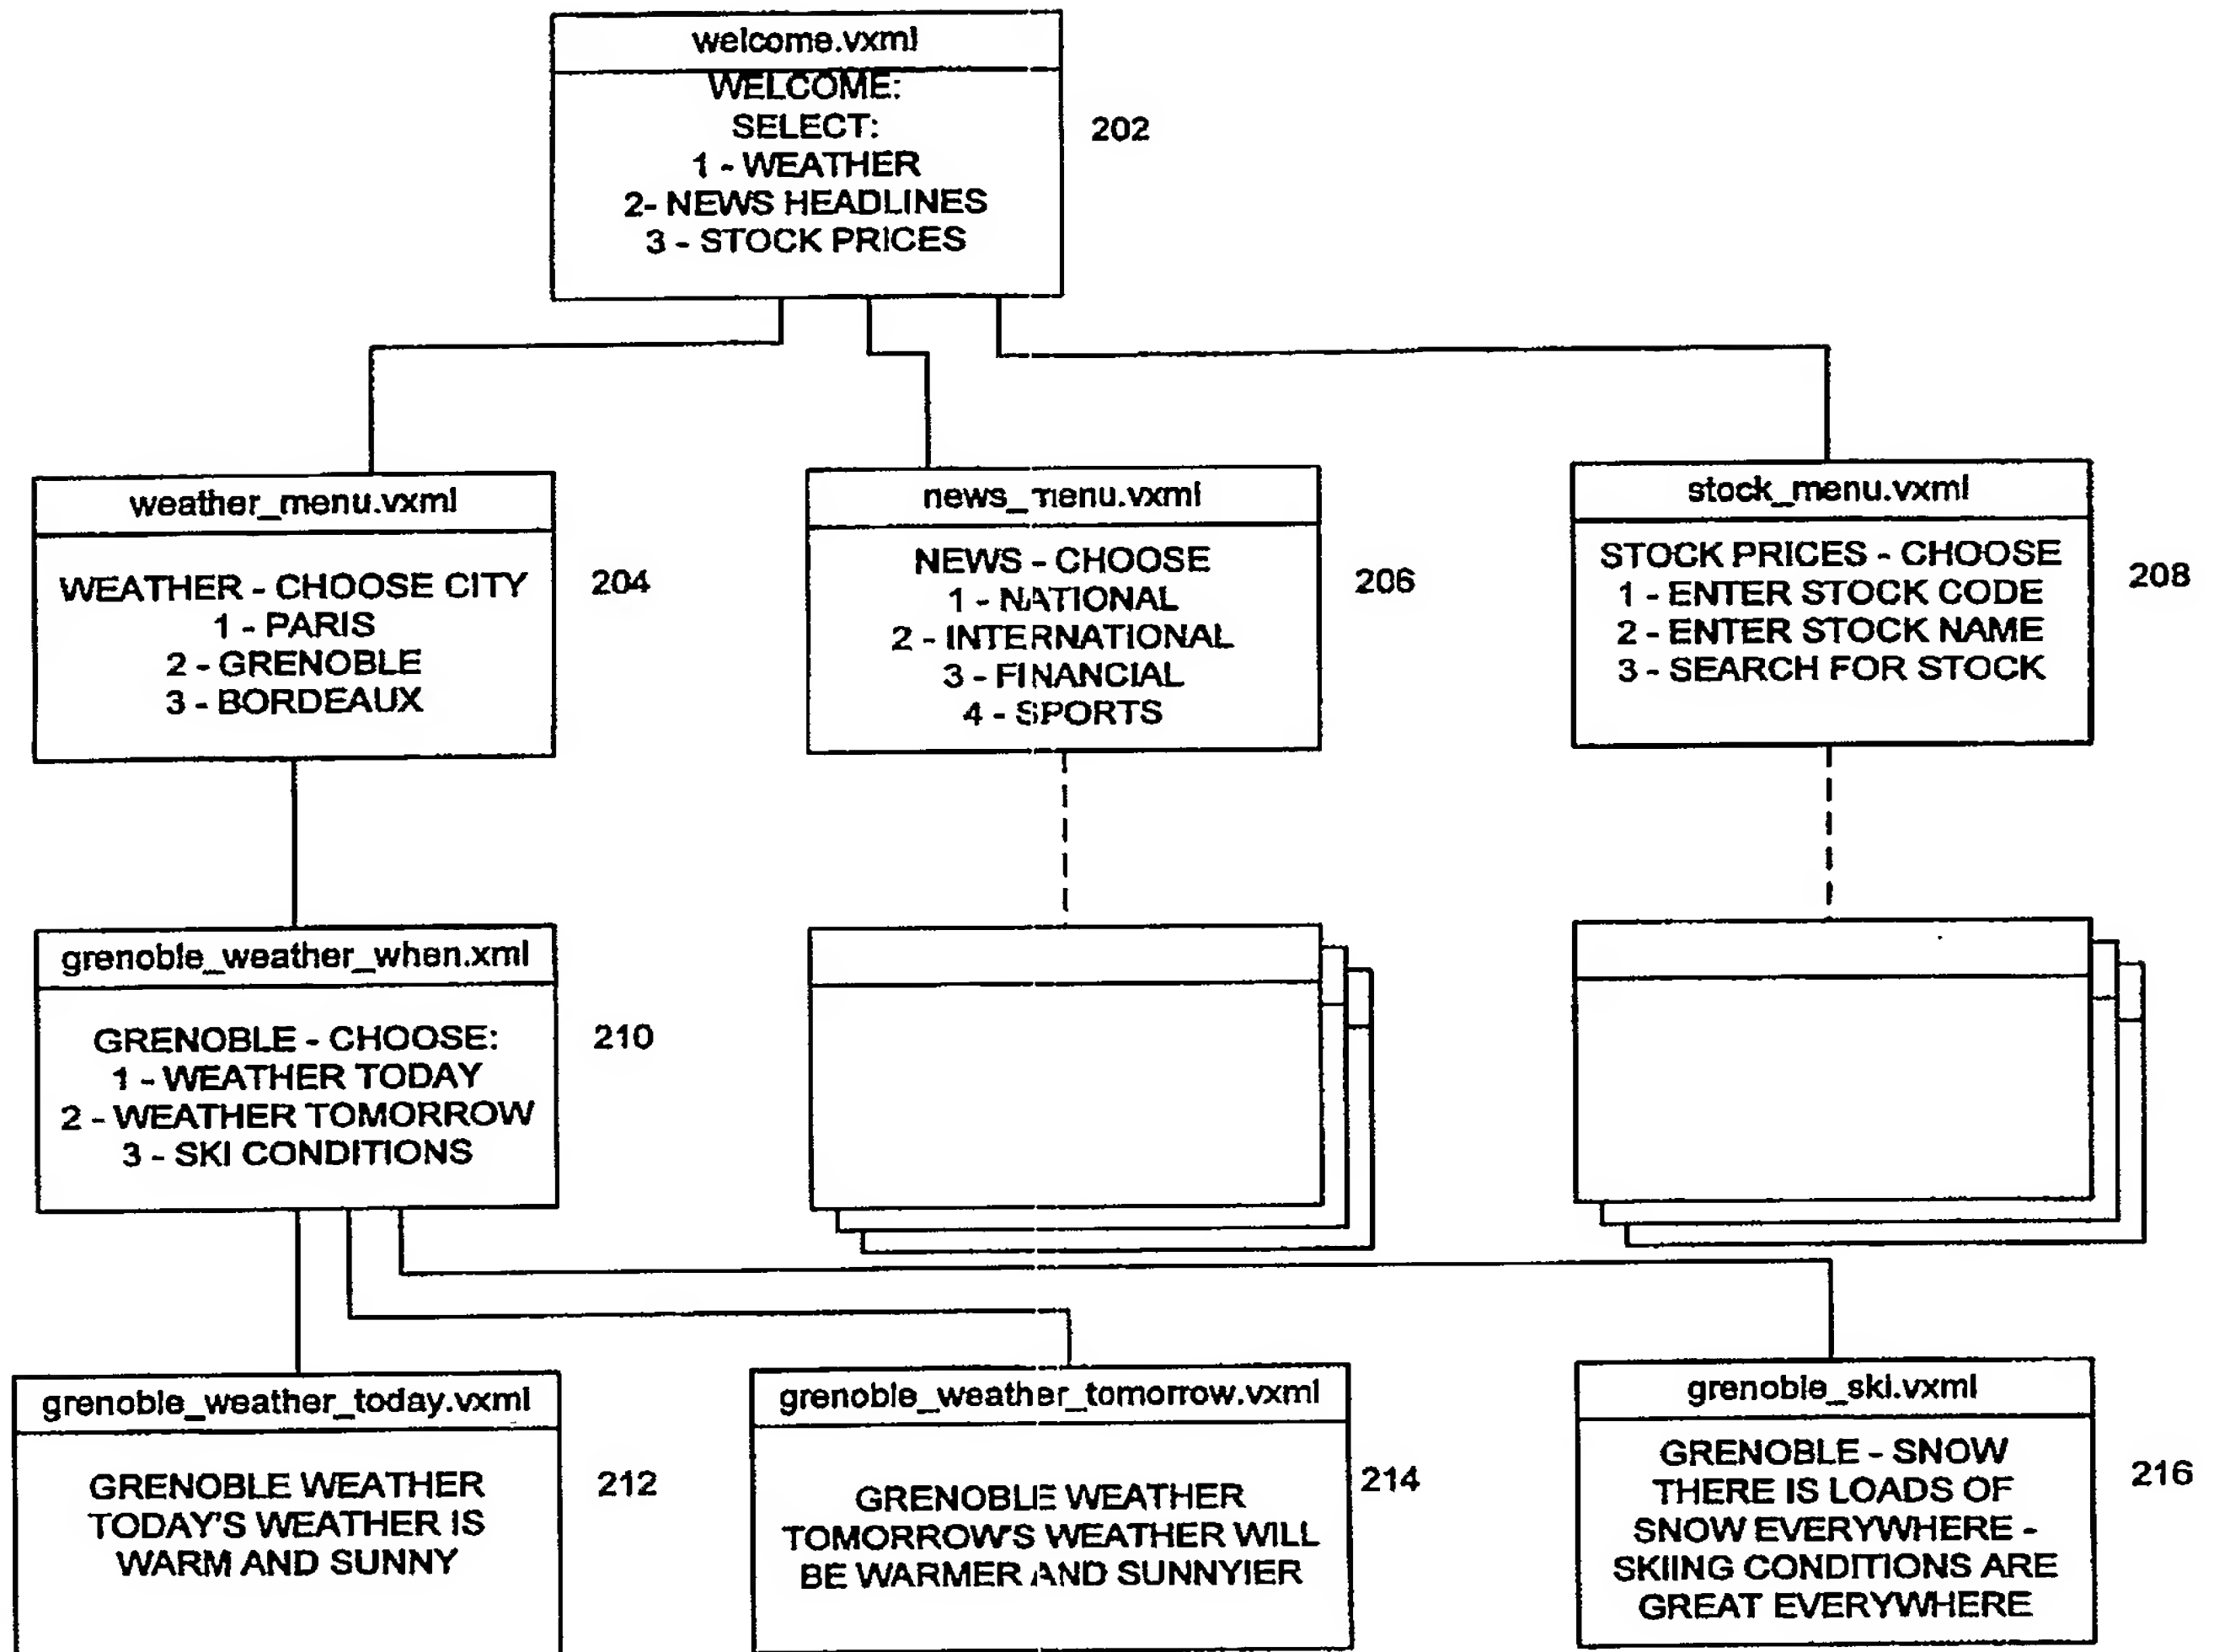 welcome.vxml
WELCOME:
SELECT:
1 - WEATHER
2- NEWS HEADLINES
3 - STOCK PRICES
202
weather_menu.vxml
WEATHER - CHOOSE CITY
1 - PARIS
2 - GRENOBLE
3 - BORDEAUX
204
news_menu.vxml
NEWS - CHOOSE
1 - NATIONAL
2 - INTERNATIONAL
3 - FINANCIAL
4 - SPORTS
206
stock_menu.vxml
STOCK PRICES - CHOOSE
1 - ENTER STOCK CODE
2 - ENTER STOCK NAME
3 - SEARCH FOR STOCK
208
grenoble_weather_when.xml
GRENOBLE - CHOOSE:
1 - WEATHER TODAY
2 - WEATHER TOMORROW
3 - SKI CONDITIONS
210
grenoble_weather_today.vxml
GRENOBLE WEATHER
TODAY'S WEATHER IS
WARM AND SUNNY
212
grenoble_weather_tomorrow.vxml
GRENOBLE WEATHER
TOMORROW'S WEATHER WILL
BE WARMER AND SUNNYIER
214
grenoble_ski.vxml
GRENOBLE - SNOW
THERE IS LOADS OF
SNOW EVERYWHERE -
SKIING CONDITIONS ARE
GREAT EVERYWHERE
216